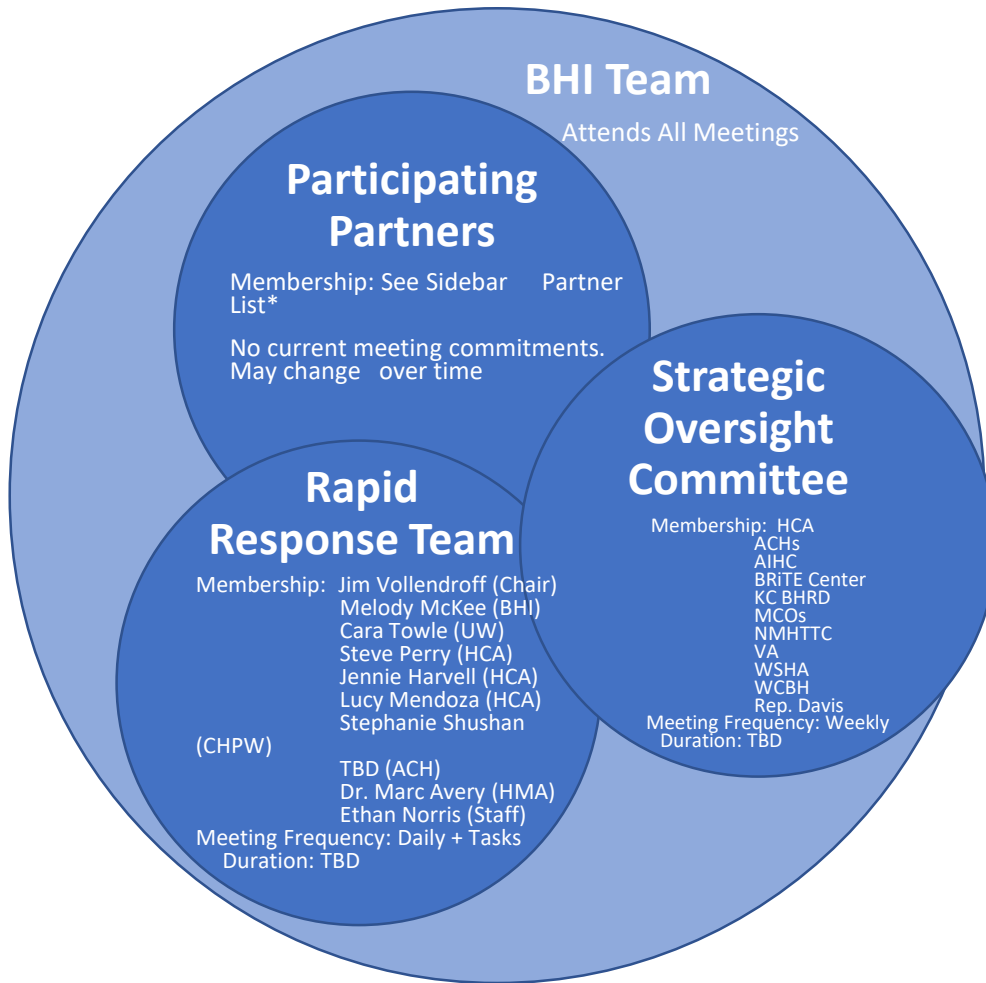 BHI Team
Attends All Meetings
Participating
Partners
Membership: See Sidebar Partner
List*
No current meeting commitments.
May change over time
Strategic
Oversight
Committee
Membership: HCA
ACHs
AIHC
BRiTE Center
KC BHRD
MCOs
NMHTTC
VA
WSHA
WCBH
Rep. Davis
Meeting Frequency: Weekly
Duration: TBD
Rapid
Response Team
Membership: Jim Vollendroff (Chair)
Melody McKee (BHI)
Cara Towle (UW)
Steve Perry (HCA)
Jennie Harvell (HCA)
Lucy Mendoza (HCA)
Stephanie Shushan
(CHPW)
TBD (ACH)
Dr. Marc Avery (HMA)
Ethan Norris (Staff)
Meeting Frequency: Daily + Tasks
Duration: TBD